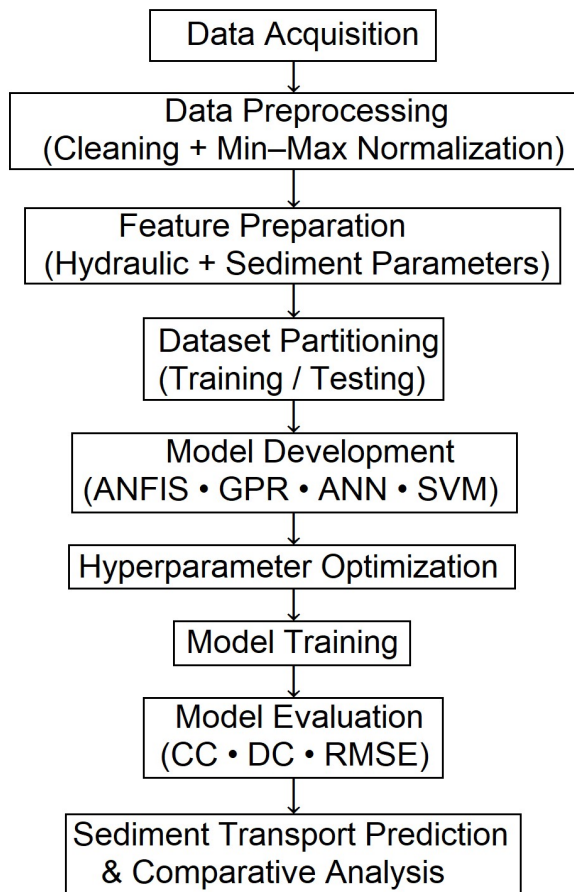 Data Acquisition
Data Preprocessing
(Cleaning + Min–Max Normalization)
Feature Preparation
(Hydraulic + Sediment Parameters)
Dataset Partitioning
(Training / Testing)
Model Development
(ANFIS • GPR • ANN • SVM)
Hyperparameter Optimization
Model Training
Model Evaluation
(CC • DC • RMSE)
Sediment Transport Prediction
& Comparative Analysis